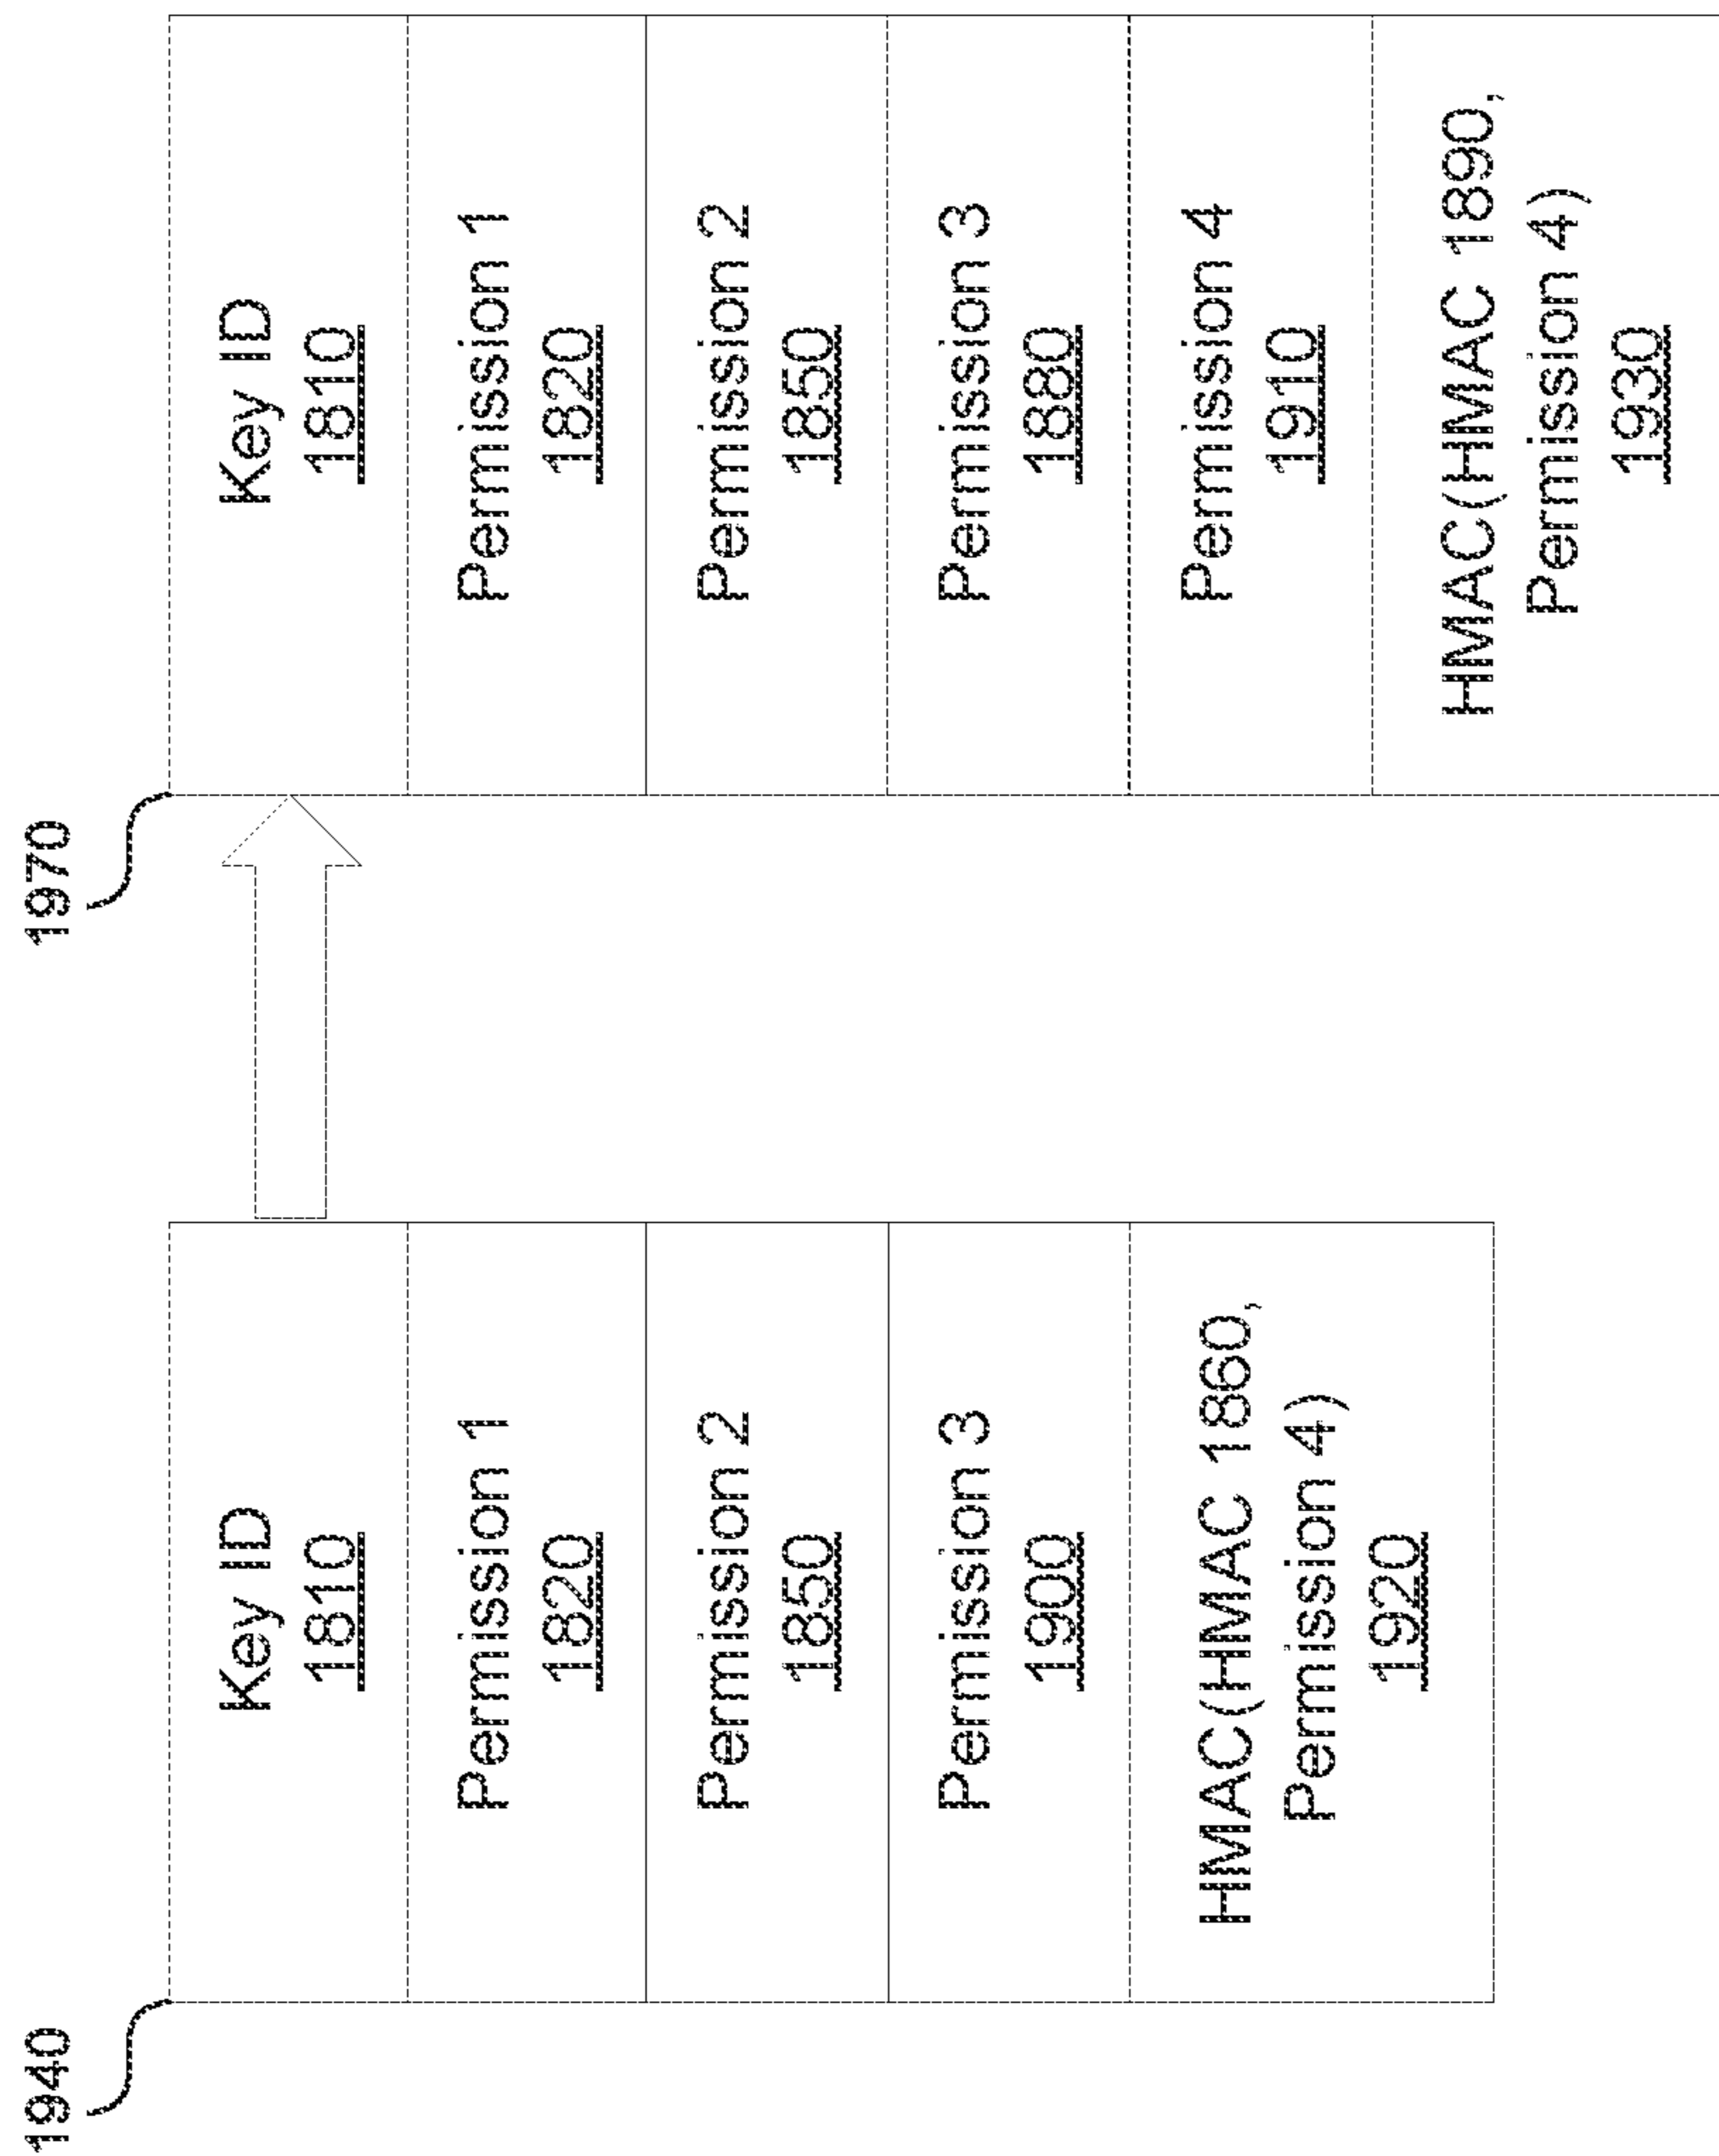 1940
Key ID
1810
Permission 1
1820
Permission 2
1850
Permission 3
1900
HMAC(HMAC 1860,
Permission 4)
1920
1970
Key ID
1810
Permission 1
1820
Permission 2
1850
Permission 3
1880
Permission 4
1910
HMAC(HMAC 1890,
Permission 4)
1930